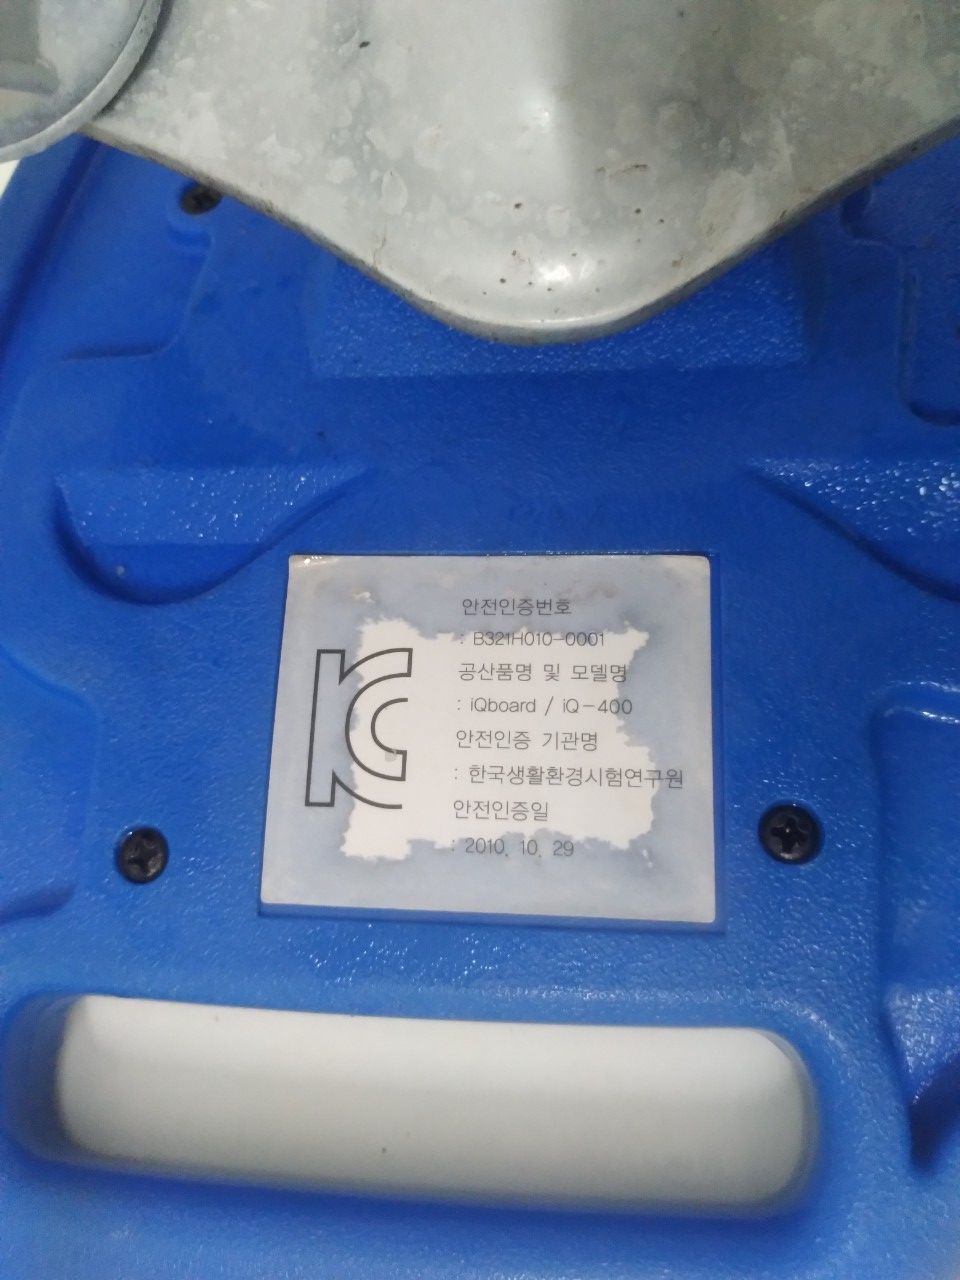 안전인증번호
: B321H010-0001
공산품명 및 모델명
: iQboard / iQ-400
안전인증 기관명
: 한국생활환경시험연구원
안전인증일
: 2010. 10. 29